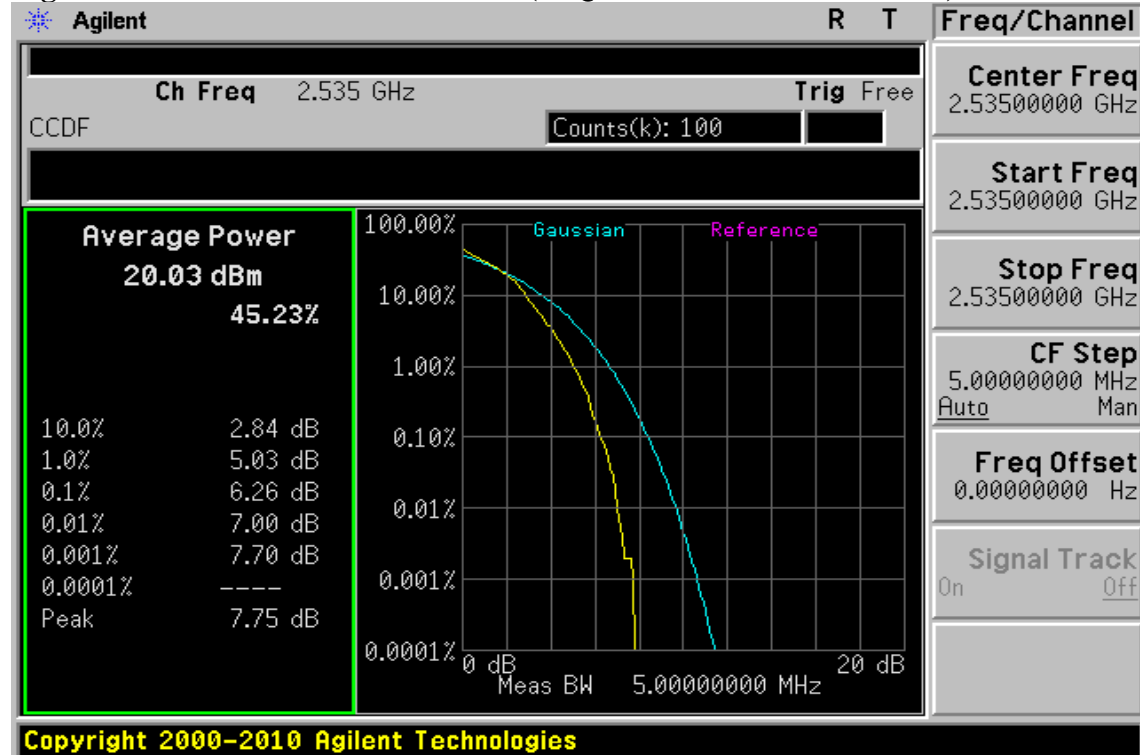 Agilent R T Freq/Channel
Ch Freq 2.535 GHz Trig Free
CCDF Counts(k): 100
Center Freq
2.53500000 GHz
Start Freq
2.53500000 GHz
Stop Freq
2.53500000 GHz
CF Step
5.00000000 MHz
Auto Man
Freq Offset
0.00000000 Hz
Signal Track
On Off
Average Power
20.03 dBm
45.23%
10.0% 2.84 dB
1.0% 5.03 dB
0.1% 6.26 dB
0.01% 7.00 dB
0.001% 7.70 dB
0.0001% ----
Peak 7.75 dB
Gaussian Reference
100.00%
10.00%
1.00%
0.10%
0.01%
0.001%
0.0001%
0 dB 20 dB
Meas BW 5.00000000 MHz
Copyright 2000-2010 Agilent Technologies